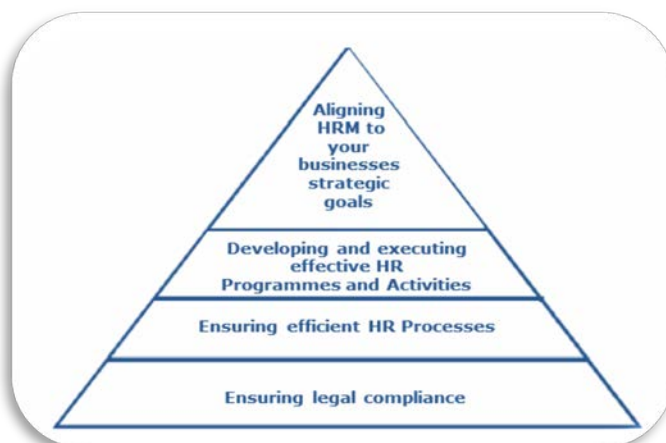 Aligning
HRM to
your
businesses
strategic
goals
Developing and executing
effective HR
Programmes and Activities
Ensuring efficient HR Processes
Ensuring legal compliance